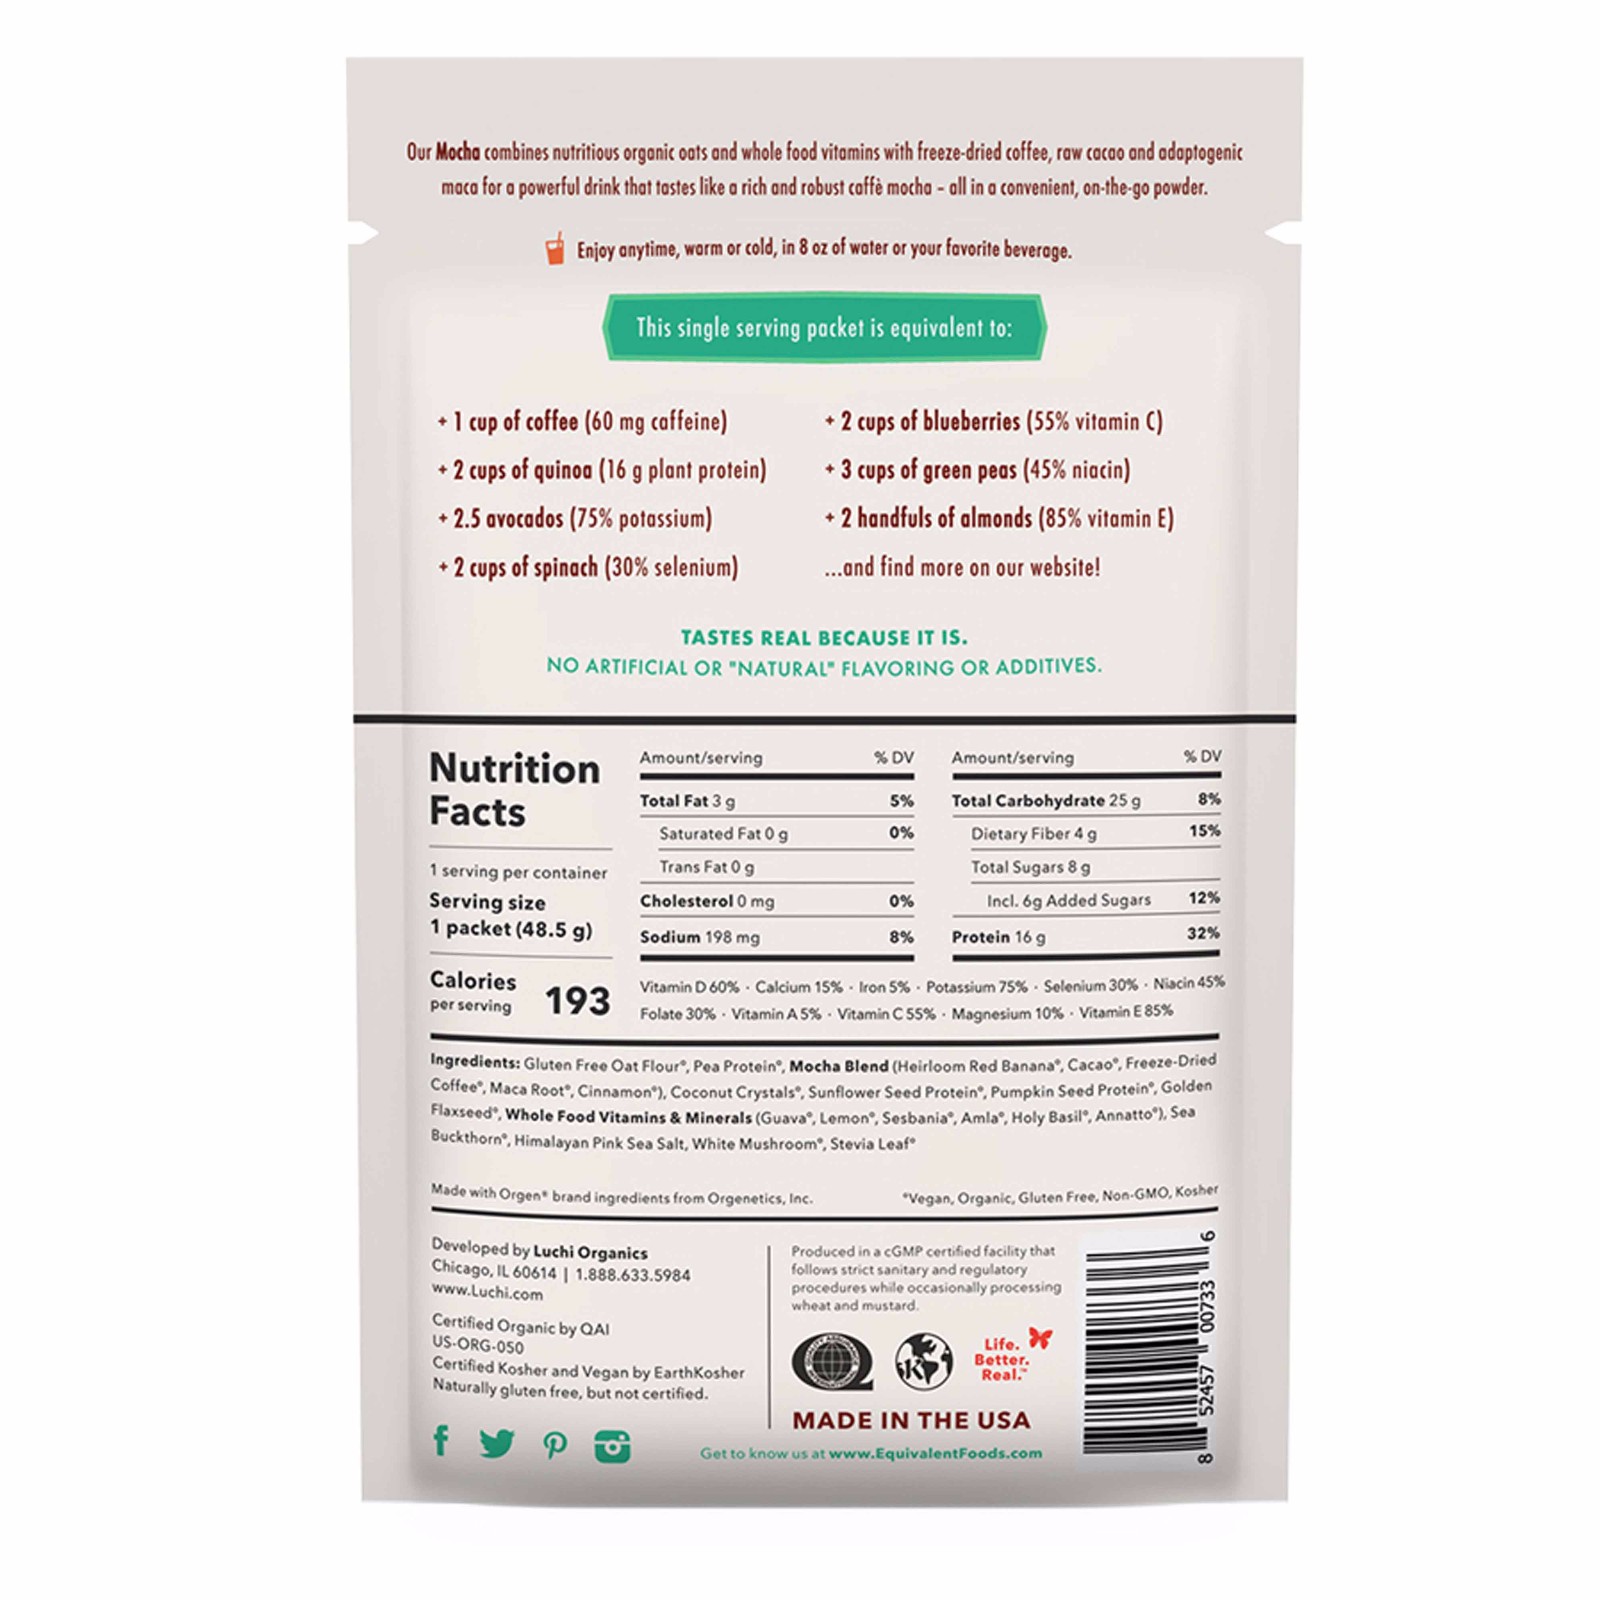 Our Mocha combines nutritious organic oats and whole food vitamins with freeze-dried coffee, raw cacao and adaptogenic
maca for a powerful drink that tastes like a rich and robust caffè mocha – all in a convenient, on-the-go powder.
Enjoy anytime, warm or cold, in 8 oz of water or your favorite beverage.
This single serving packet is equivalent to:
+ 1 cup of coffee (60 mg caffeine)
+ 2 cups of quinoa (16 g plant protein)
+ 2.5 avocados (75% potassium)
+ 2 cups of spinach (30% selenium)
+ 2 cups of blueberries (55% vitamin C)
+ 3 cups of green peas (45% niacin)
+ 2 handfuls of almonds (85% vitamin E)
...and find more on our website!
TASTES REAL BECAUSE IT IS.
NO ARTIFICIAL OR "NATURAL" FLAVORING OR ADDITIVES.
Nutrition
Facts
1 serving per container
Serving size
1 packet (48.5 g)
Calories
per serving 193
Amount/serving % DV
Total Fat 3 g 5%
Saturated Fat 0 g 0%
Trans Fat 0 g
Cholesterol 0 mg 0%
Sodium 198 mg 8%
Amount/serving % DV
Total Carbohydrate 25 g 8%
Dietary Fiber 4 g 15%
Total Sugars 8 g
Incl. 6g Added Sugars 12%
Protein 16 g 32%
Vitamin D 60% · Calcium 15% · Iron 5% · Potassium 75% · Selenium 30% · Niacin 45%
Folate 30% · Vitamin A 5% · Vitamin C 55% · Magnesium 10% · Vitamin E 85%
Ingredients: Gluten Free Oat Flour°, Pea Protein°, Mocha Blend (Heirloom Red Banana°, Cacao°, Freeze-Dried
Coffee°, Maca Root°, Cinnamon°), Coconut Crystals°, Sunflower Seed Protein°, Pumpkin Seed Protein°, Golden
Flaxseed°, Whole Food Vitamins & Minerals (Guava°, Lemon°, Sesbania°, Amla°, Holy Basil°, Annatto°), Sea
Buckthorn°, Himalayan Pink Sea Salt, White Mushroom°, Stevia Leaf°
Made with Orgen® brand ingredients from Orgenetics, Inc.
°Vegan, Organic, Gluten Free, Non-GMO, Kosher
Developed by Luchi Organics
Chicago, IL 60614 | 1.888.633.5984
www.Luchi.com
Certified Organic by QAI
US-ORG-050
Certified Kosher and Vegan by EarthKosher
Naturally gluten free, but not certified.
Produced in a cGMP certified facility that
follows strict sanitary and regulatory
procedures while occasionally processing
wheat and mustard.
QUALITY ASSURANCE
INTERNATIONAL
K
Life.
Better.
Real.™
MADE IN THE USA
Get to know us at www.EquivalentFoods.com
8 52457 00733 6